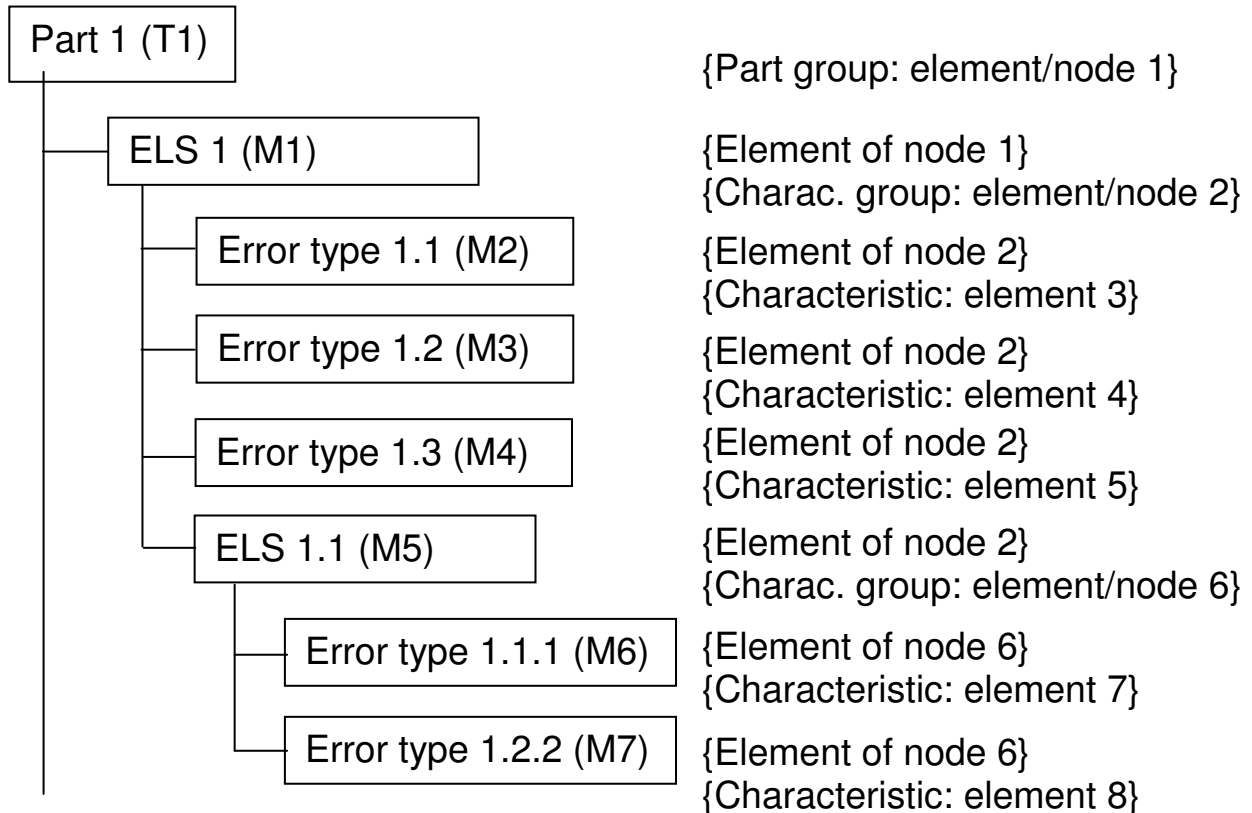 Part 1 (T1)
{Part group: element/node 1}
ELS 1 (M1)
{Element of node 1}
{Charac. group: element/node 2}
Error type 1.1 (M2)
{Element of node 2}
{Characteristic: element 3}
Error type 1.2 (M3)
{Element of node 2}
{Characteristic: element 4}
Error type 1.3 (M4)
{Element of node 2}
{Characteristic: element 5}
ELS 1.1 (M5)
{Element of node 2}
{Charac. group: element/node 6}
Error type 1.1.1 (M6)
{Element of node 6}
{Characteristic: element 7}
Error type 1.2.2 (M7)
{Element of node 6}
{Characteristic: element 8}